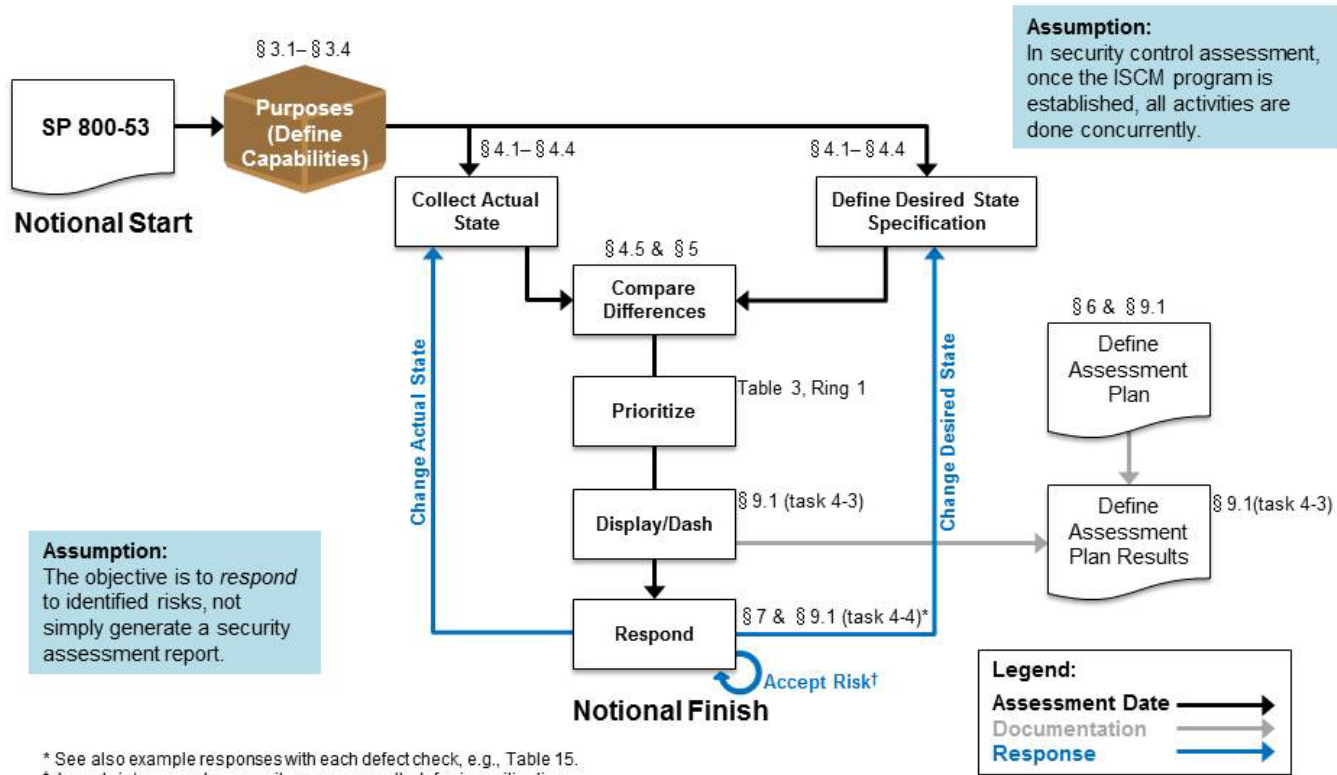 Assumption:
In security control assessment,
once the ISCM program is
established, all activities are
done concurrently.
§ 3.1– § 3.4
SP 800-53
Purposes
(Define
Capabilities)
Notional Start
§ 4.1– § 4.4
§ 4.1– § 4.4
Collect Actual
State
Define Desired State
Specification
§ 4.5 & § 5
Compare
Differences
§ 6 & § 9.1
Define
Assessment
Plan
Change Actual State
Change Desired State
Prioritize
Table 3, Ring 1
Display/Dash
§ 9.1 (task 4-3)
Define
Assessment
Plan Results
§ 9.1(task 4-3)
Assumption:
The objective is to respond
to identified risks, not
simply generate a security
assessment report.
Respond
§ 7 & § 9.1 (task 4-4)*
Accept Risk†
Notional Finish
Legend:
Assessment Date
Documentation
Response
* See also example responses with each defect check, e.g., Table 15.